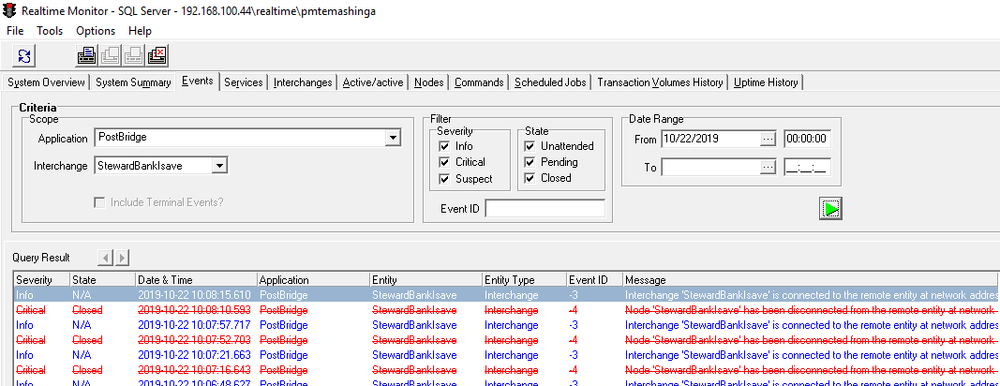 Realtime Monitor - SQL Server - 192.168.100.44\realtime\pmtemashinga
File Tools Options Help
System Overview System Summary Events Services Interchanges Active/active Nodes Commands Scheduled Jobs Transaction Volumes History Uptime History
Criteria
Scope
Application PostBridge
Interchange StewardBankIsave
Include Terminal Events?
Filter
Severity
Info
Critical
Suspect
State
Unattended
Pending
Closed
Event ID
Date Range
From 10/22/2019 ... 00:00:00
To ... __:__:__
Query Result
Severity State Date & Time Application Entity Entity Type Event ID Message
Info N/A 2019-10-22 10:08:15.610 PostBridge StewardBankIsave Interchange -3 Interchange 'StewardBankIsave' is connected to the remote entity at network addres
Critical Closed 2019-10-22 10:08:10.593 PostBridge StewardBankIsave Interchange -4 Node 'StewardBankIsave' has been disconnected from the remote entity at network
Info N/A 2019-10-22 10:07:57.717 PostBridge StewardBankIsave Interchange -3 Interchange 'StewardBankIsave' is connected to the remote entity at network addres
Critical Closed 2019-10-22 10:07:52.703 PostBridge StewardBankIsave Interchange -4 Node 'StewardBankIsave' has been disconnected from the remote entity at network
Info N/A 2019-10-22 10:07:21.663 PostBridge StewardBankIsave Interchange -3 Interchange 'StewardBankIsave' is connected to the remote entity at network addres
Critical Closed 2019-10-22 10:07:16.643 PostBridge StewardBankIsave Interchange -4 Node 'StewardBankIsave' has been disconnected from the remote entity at network
Info N/A 2019-10-22 10:06:48.627 PostBridge StewardBankIsave Interchange -3 Interchange 'StewardBankIsave' is connected to the remote entity at network addres